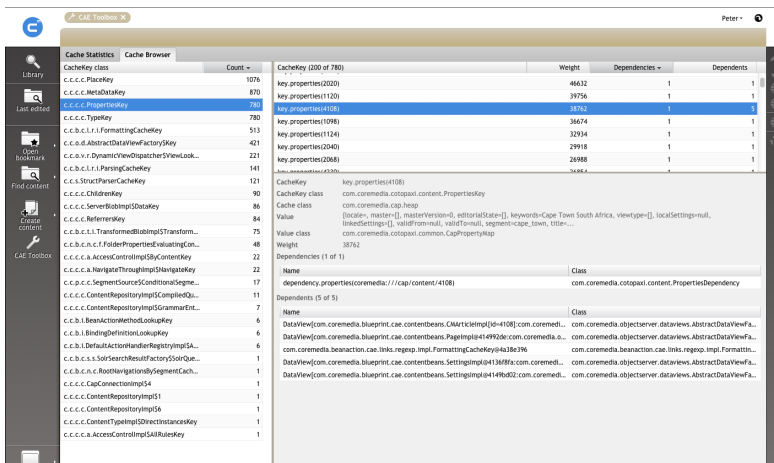 CAE Toolbox ×
Peter
Library
Last edited
Open bookmark
Find content
Create content
CAE Toolbox
Cache Statistics Cache Browser
CacheKey class Count
c.c.c.c.PlaceKey 1076
c.c.c.c.MetaDataKey 870
c.c.c.c.PropertiesKey 780
c.c.c.c.TypeKey 780
c.c.b.c.l.r.i.FormattingCacheKey 513
c.c.o.d.AbstractDataViewFactory$Key 421
c.c.o.v.r.DynamicViewDispatcher$ViewLook... 221
c.c.b.c.l.r.i.ParsingCacheKey 141
c.c.s.StructParserCacheKey 121
c.c.c.c.ChildrenKey 90
c.c.c.c.ServerBlobImpl$DataKey 86
c.c.c.c.ReferrersKey 84
c.c.b.c.t.i.TransformedBlobImpl$Transform... 75
c.c.b.c.n.c.f.FolderPropertiesEvaluatingCon... 48
c.c.c.c.a.AccessControlImpl$ByContentKey 22
c.c.c.c.a.NavigateThroughImpl$NavigateKey 22
c.c.p.c.c.SegmentSource$ConditionalSegme... 17
c.c.c.c.ContentRepositoryImpl$CompiledQu... 11
c.c.c.c.ContentRepositoryImpl$GrammarEnt... 7
c.c.b.i.BeanActionMethodLookupKey 6
c.c.b.i.BindingDefinitionLookupKey 6
c.c.b.i.DefaultActionHandlerRegistryImpl$A... 6
c.c.b.c.s.s.SolrSearchResultFactory$SolrQue... 1
c.c.b.c.n.c.RootNavigationsBySegmentCach... 1
c.c.c.c.CapConnectionImpl$4 1
c.c.c.c.ContentRepositoryImpl$1 1
c.c.c.c.ContentRepositoryImpl$6 1
c.c.c.c.ContentTypeImpl$DirectInstancesKey 1
c.c.c.c.a.AccessControlImpl$AllRulesKey 1
CacheKey (200 of 780) Weight Dependencies Dependents
key.properties(2020) 46632 1 1
key.properties(1120) 39756 1 1
key.properties(4108) 38762 1 5
key.properties(1098) 36674 1 1
key.properties(1124) 32934 1 1
key.properties(2040) 29918 1 1
key.properties(2068) 26988 1 1
CacheKey key.properties(4108)
CacheKey class com.coremedia.cotopaxi.content.PropertiesKey
Cache class com.coremedia.cap.heap
Value {locale=, master=[], masterVersion=0, editorialState=[], keywords=Cape Town South Africa, viewtype=[], localSettings=null,
linkedSettings=[], validFrom=null, validTo=null, segment=cape_town, title=...
Value class com.coremedia.cotopaxi.common.CapPropertyMap
Weight 38762
Dependencies (1 of 1)
Name Class
dependency.properties(coremedia:///cap/content/4108) com.coremedia.cotopaxi.content.PropertiesDependency
Dependents (5 of 5)
Name Class
DataView[com.coremedia.blueprint.cae.contentbeans.CMArticleImpl[id=4108]:com.coremedi... com.coremedia.objectserver.dataviews.AbstractDataViewFa...
DataView[com.coremedia.blueprint.cae.contentbeans.PageImpl@414992de:com.coremedia.o... com.coremedia.objectserver.dataviews.AbstractDataViewFa...
com.coremedia.beanaction.cae.links.regexp.impl.FormattingCacheKey@4a38e396 com.coremedia.beanaction.cae.links.regexp.impl.Formattin...
DataView[com.coremedia.blueprint.cae.contentbeans.SettingsImpl@4136f8fa:com.coremedi... com.coremedia.objectserver.dataviews.AbstractDataViewFa...
DataView[com.coremedia.blueprint.cae.contentbeans.SettingsImpl@4149bd02:com.coremedi... com.coremedia.objectserver.dataviews.AbstractDataViewFa...